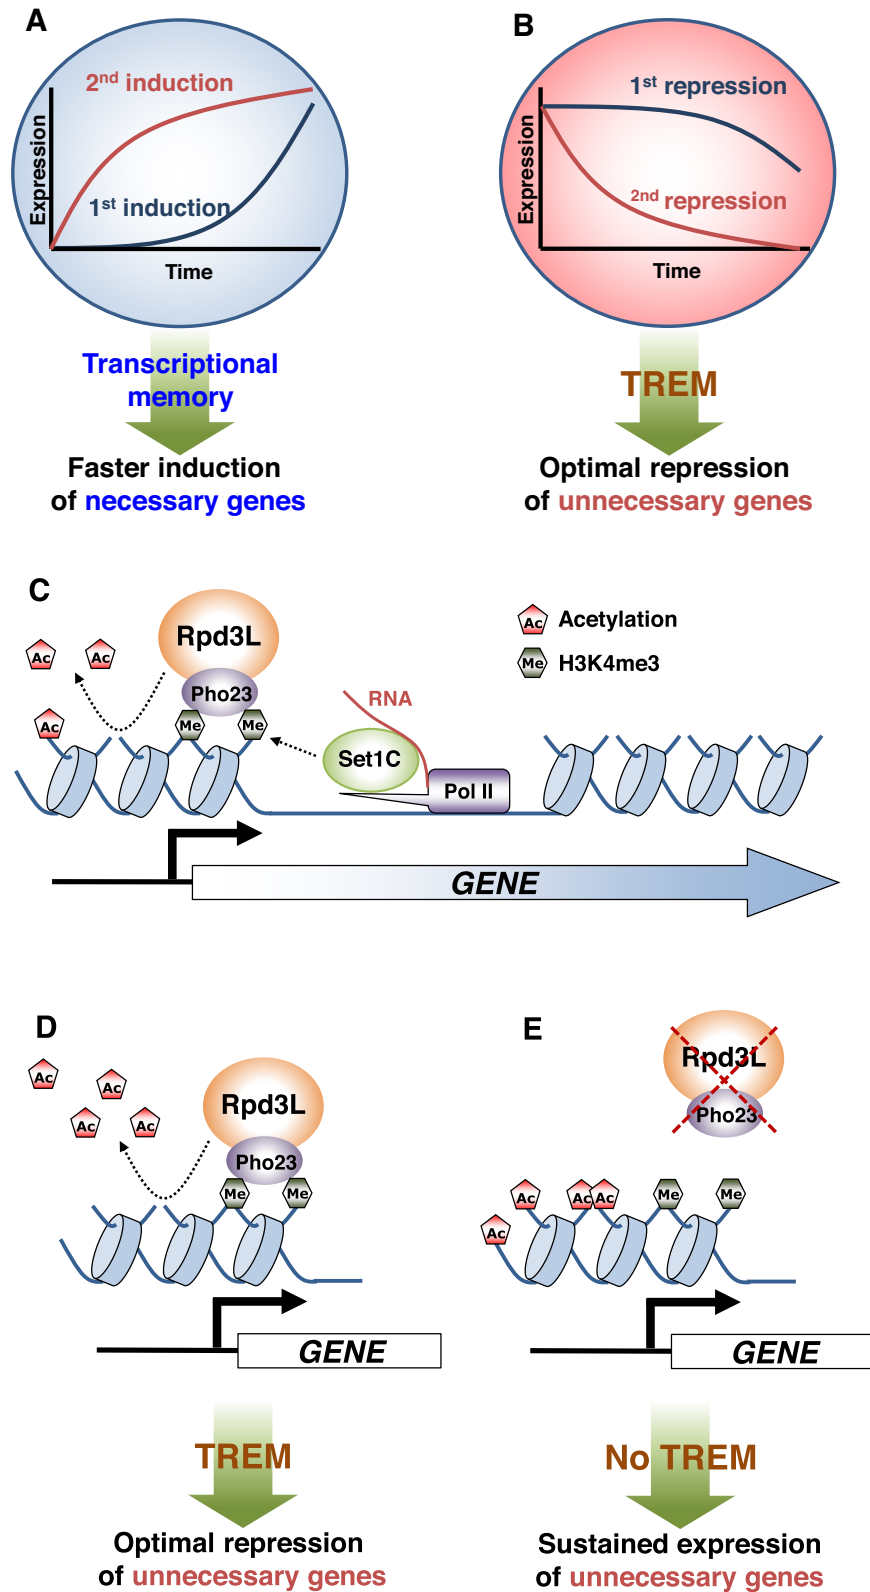 A
2nd induction
1st induction
Expression
Time
Transcriptional
memory
Faster induction
of necessary genes
B
1st repression
2nd repression
Expression
Time
TREM
Optimal repression
of unnecessary genes
C
Rpd3L
Pho23
Ac
Ac
Ac
Me
Me
RNA
Set1C
Pol II
Ac Acetylation
Me H3K4me3
GENE
D
Ac
Ac
Ac
Ac
Rpd3L
Pho23
Me
Me
GENE
TREM
Optimal repression
of unnecessary genes
E
Rpd3L
Pho23
Ac
Ac
Ac
Ac
Me
Me
GENE
No TREM
Sustained expression
of unnecessary genes